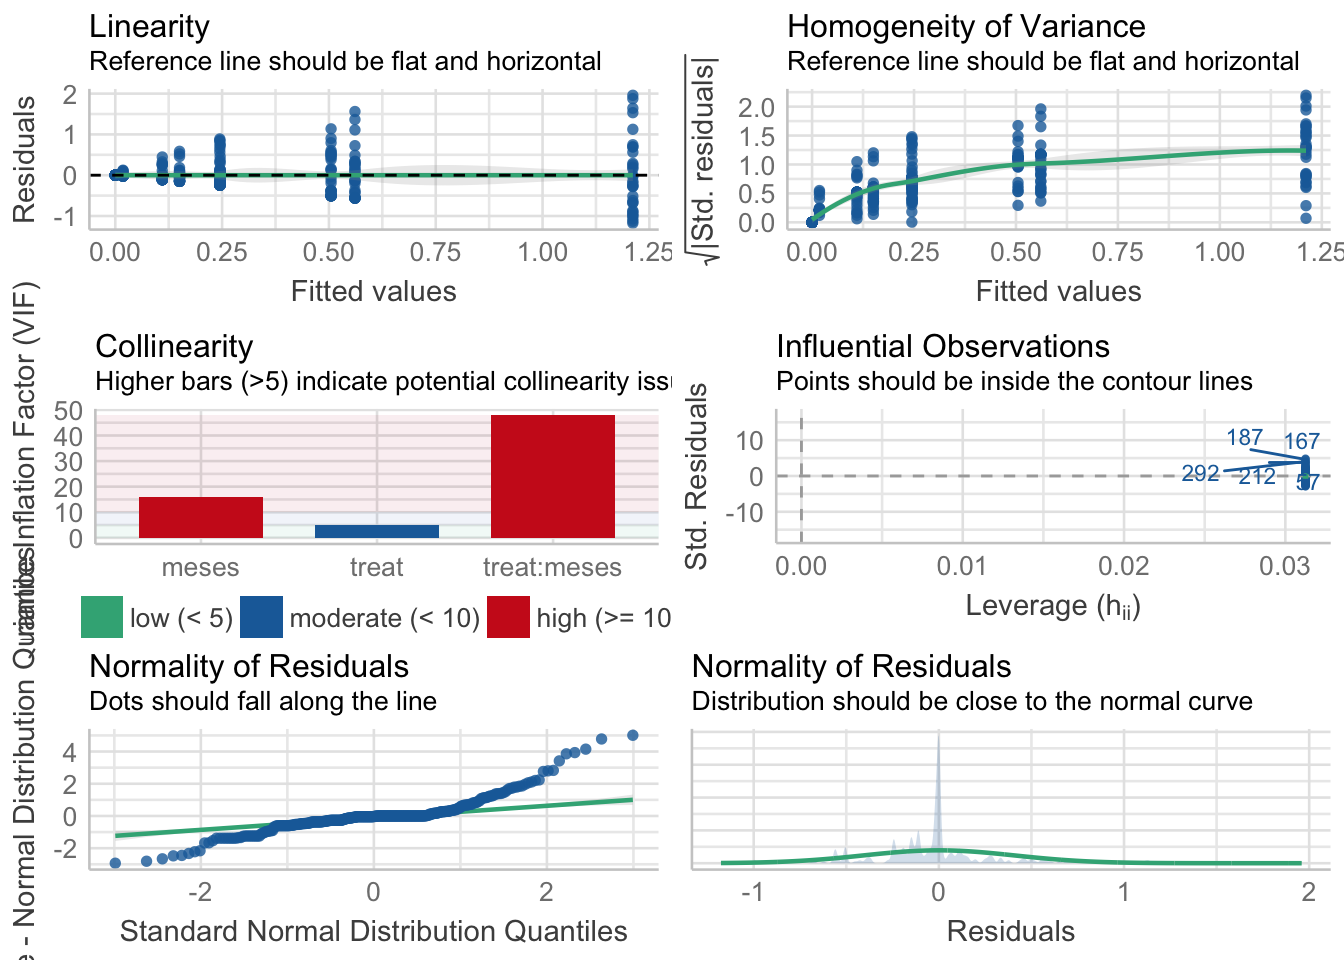 Linearity
Reference line should be flat and horizontal
Residuals
2
1
0
-1
0.00 0.25 0.50 0.75 1.00 1.25
Fitted values
Homogeneity of Variance
Reference line should be flat and horizontal
√|Std. residuals|
2.0
1.5
1.0
0.5
0.0
0.00 0.25 0.50 0.75 1.00 1.25
Fitted values
Collinearity
Higher bars (>5) indicate potential collinearity issu
Inflation Factor (VIF)
50
40
30
20
10
0
meses treat treat:meses
low (< 5) moderate (< 10) high (>= 10
Influential Observations
Points should be inside the contour lines
Std. Residuals
10
0
-10
187 167
292 212 57
0.00 0.01 0.02 0.03
Leverage (hᵢᵢ)
Normality of Residuals
Dots should fall along the line
e - Normal Distribution Quantiles
4
2
0
-2
-2 0 2
Standard Normal Distribution Quantiles
Normality of Residuals
Distribution should be close to the normal curve
-1 0 1 2
Residuals